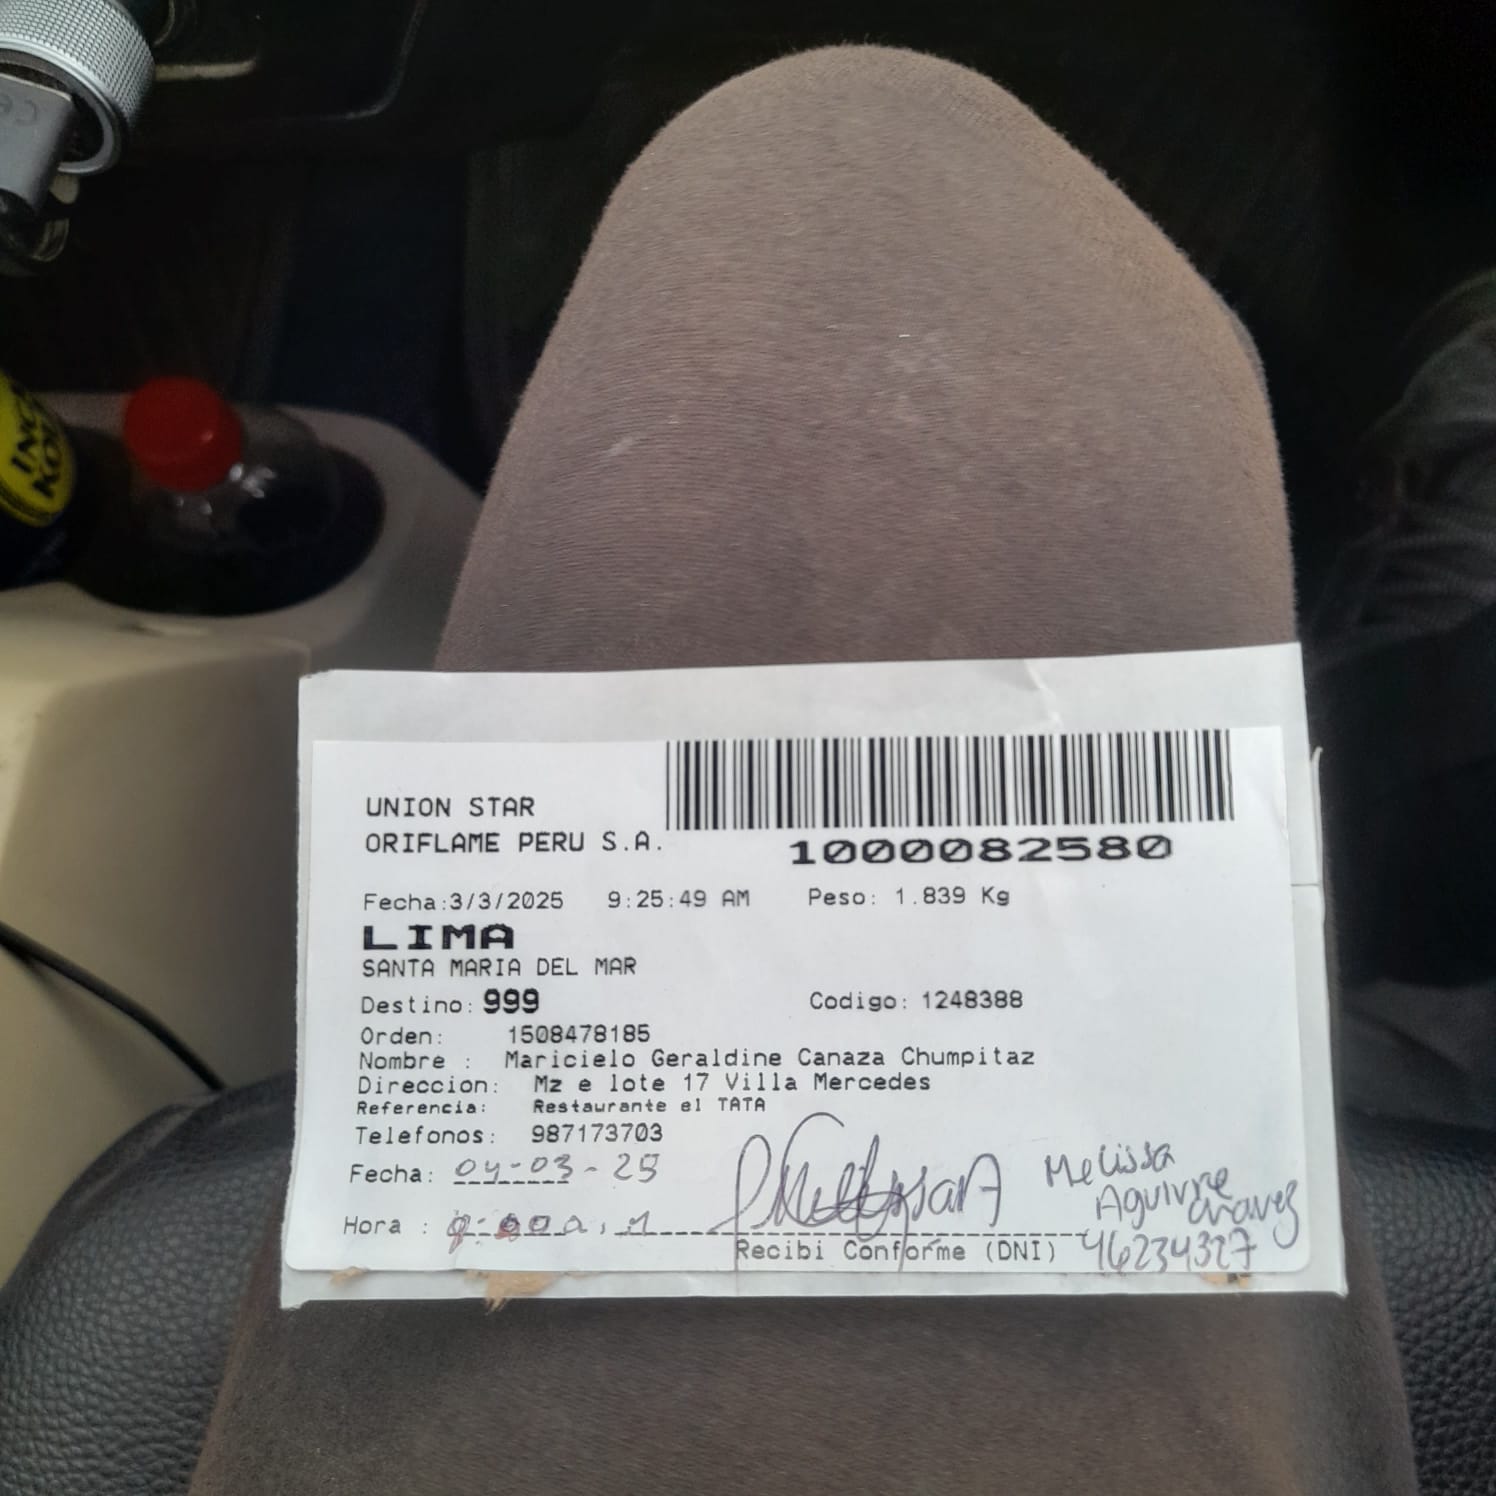 UNION STAR
ORIFLAME PERU S.A.
1000082580
Fecha:3/3/2025 9:25:49 AM Peso: 1.839 Kg
LIMA
SANTA MARIA DEL MAR
Destino: 999 Codigo: 1248388
Orden: 1508478185
Nombre : Maricielo Geraldine Canaza Chumpitaz
Direccion: Mz e lote 17 Villa Mercedes
Referencia: Restaurante el TATA
Telefonos: 987173703
Fecha: 04-03-25
Melissa
Aguirre
Chavez
Hora :
Recibi Conforme (DNI) 46234327